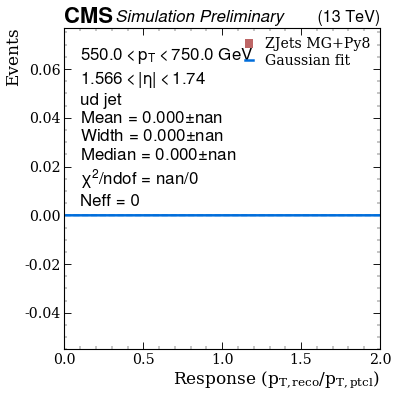 CMS Simulation Preliminary (13 TeV)
Events
550.0 < pT < 750.0 GeV
ZJets MG+Py8
Gaussian fit
1.566 < |η| < 1.74
ud jet
Mean = 0.000±nan
Width = 0.000±nan
Median = 0.000±nan
χ²/ndof = nan/0
Neff = 0
0.06
0.04
0.02
0.00
-0.02
-0.04
0.0 0.5 1.0 1.5 2.0
Response (pT,reco/pT,ptcl)